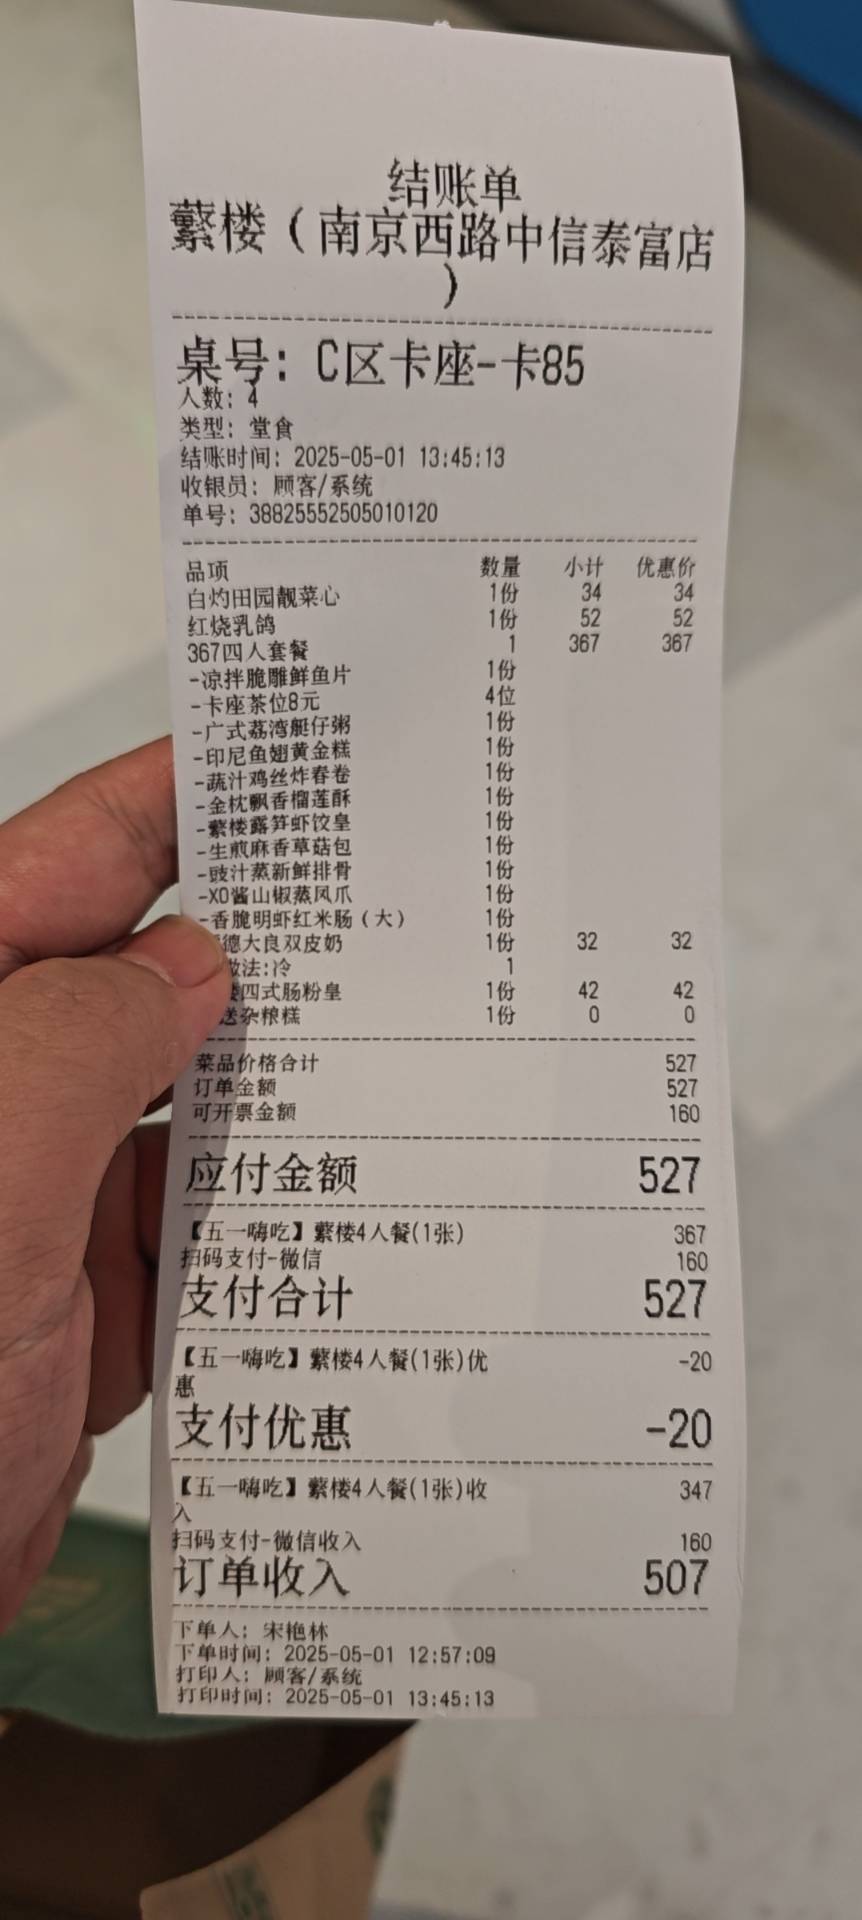 结账单
蘩楼（南京西路中信泰富店
）
桌号: C区卡座-卡85
人数: 4
类型: 堂食
结账时间: 2025-05-01 13:45:13
收银员: 顾客/系统
单号: 38825552505010120
品项 数量 小计 优惠价
白灼田园靓菜心 1份 34 34
红烧乳鸽 1份 52 52
367四人套餐 1 367 367
-凉拌脆雕鲜鱼片 1份
-卡座茶位8元 4位
-广式荔湾艇仔粥 1份
-印尼鱼翅黄金糕 1份
-蔬汁鸡丝炸春卷 1份
-金枕飘香榴莲酥 1份
-蘩楼露笋虾饺皇 1份
-生煎麻香草菇包 1份
-豉汁蒸新鲜排骨 1份
-XO酱山椒蒸凤爪 1份
-香脆明虾红米肠（大） 1份
德大良双皮奶 1份 32 32
做法:冷 1
楼四式肠粉皇 1份 42 42
送杂粮糕 1份 0 0
菜品价格合计 527
订单金额 527
可开票金额 160
应付金额 527
【五一嗨吃】蘩楼4人餐(1张) 367
扫码支付-微信 160
支付合计 527
【五一嗨吃】蘩楼4人餐(1张)优 -20
惠
支付优惠 -20
【五一嗨吃】蘩楼4人餐(1张)收 347
入
扫码支付-微信收入 160
订单收入 507
下单人: 宋艳林
下单时间: 2025-05-01 12:57:09
打印人: 顾客/系统
打印时间: 2025-05-01 13:45:13